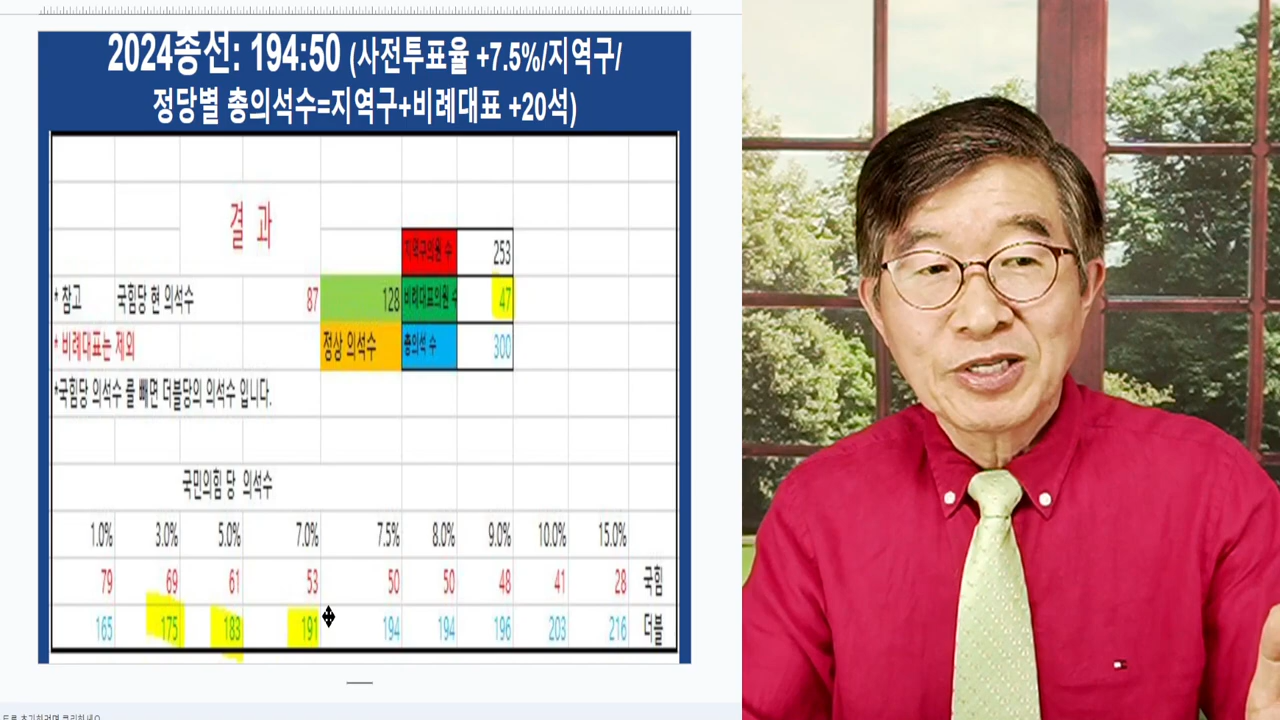 2024총선: 194:50 (사전투표율 +7.5%/지역구/
정당별 총의석수=지역구+비례대표 +20석)
결 과
지역구의원 수 253
* 참고 국힘당 현 의석수 87 128 비례대표의원 수 47
* 비례대표는 제외 정상 의석수 총의석 수 300
*국힘당 의석수 를 빼면 더블당의 의석수 입니다.
국민의힘 당 의석수
1.0% 3.0% 5.0% 7.0% 7.5% 8.0% 9.0% 10.0% 15.0%
79 69 61 53 50 50 48 41 28 국힘
165 175 183 191 194 194 196 203 216 더블